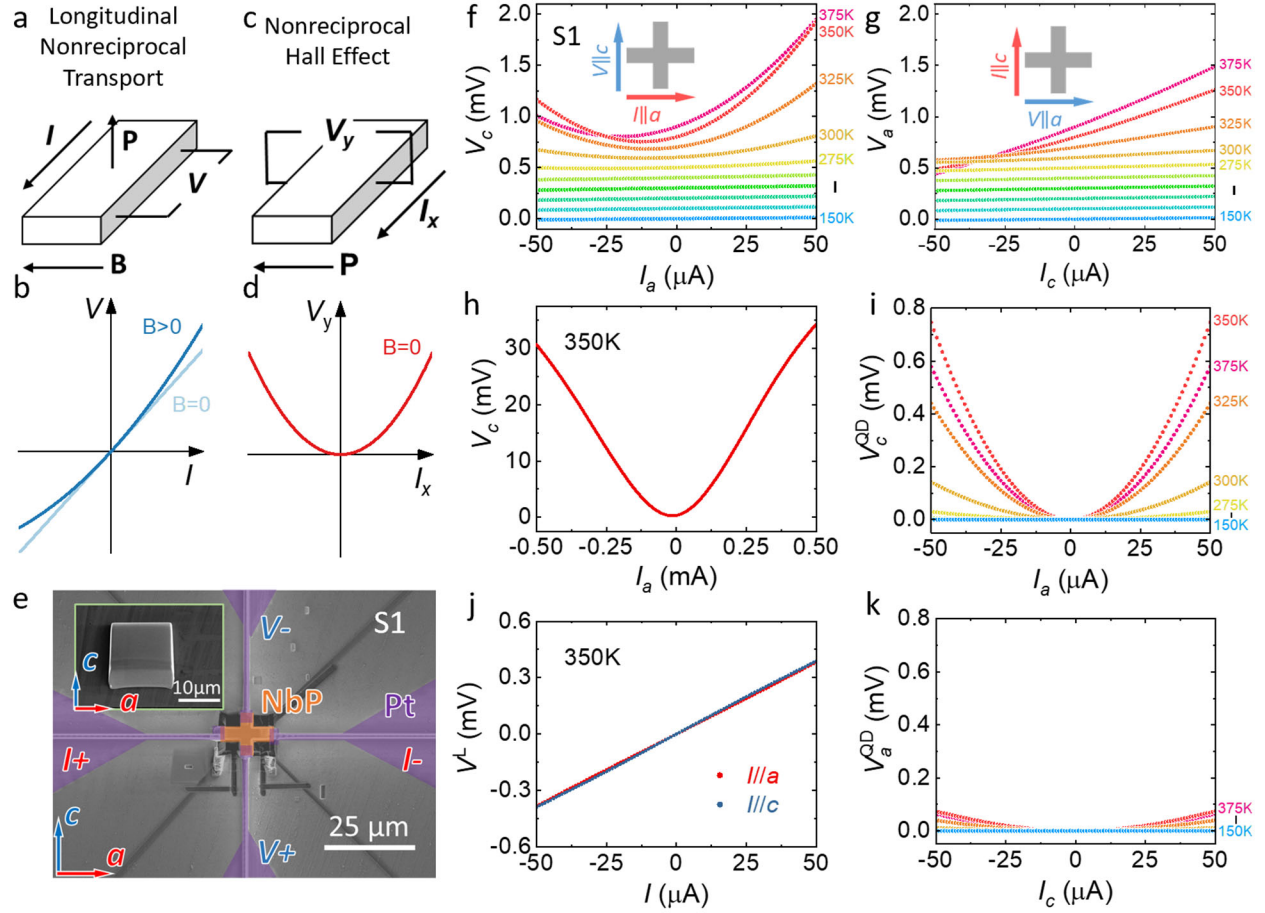 a
Longitudinal
Nonreciprocal
Transport
I
P
V
B
c
Nonreciprocal
Hall Effect
V_y
I_x
P
b
V
B>0
B=0
I
d
V_y
B=0
I_x
e
S1
c
a
10μm
V-
NbP
Pt
I+
I-
V+
c
a
25 μm
f
S1
V_c (mV)
2.0
1.5
1.0
0.5
0.0
V∥c
I∥a
375K
350K
325K
300K
275K
150K
-50
-25
0
25
50
I_a (μA)
g
V_a (mV)
2.0
1.5
1.0
0.5
0.0
I∥c
V∥a
375K
350K
325K
300K
275K
150K
-50
-25
0
25
50
I_c (μA)
h
350K
V_c (mV)
30
20
10
0
-0.50
-0.25
0
0.25
0.50
I_a (mA)
i
V_c^QD (mV)
0.8
0.6
0.4
0.2
0.0
350K
375K
325K
300K
275K
150K
-50
-25
0
25
50
I_a (μA)
j
350K
V^L (mV)
0.6
0.3
0.0
-0.3
-0.6
I//a
I//c
-50
-25
0
25
50
I (μA)
k
V_a^QD (mV)
0.8
0.6
0.4
0.2
0.0
375K
150K
-50
-25
0
25
50
I_c (μA)